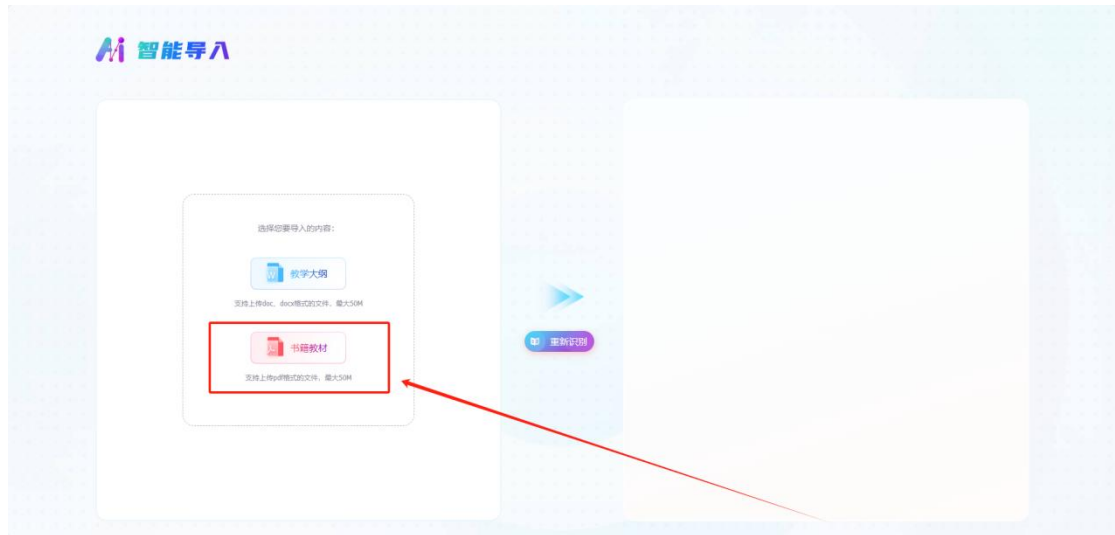 Ai 智能导入
选择您要导入的内容：
教学大纲
支持上传doc、docx格式的文件，最大50M
重新识别
书籍教材
支持上传pdf格式的文件，最大50M